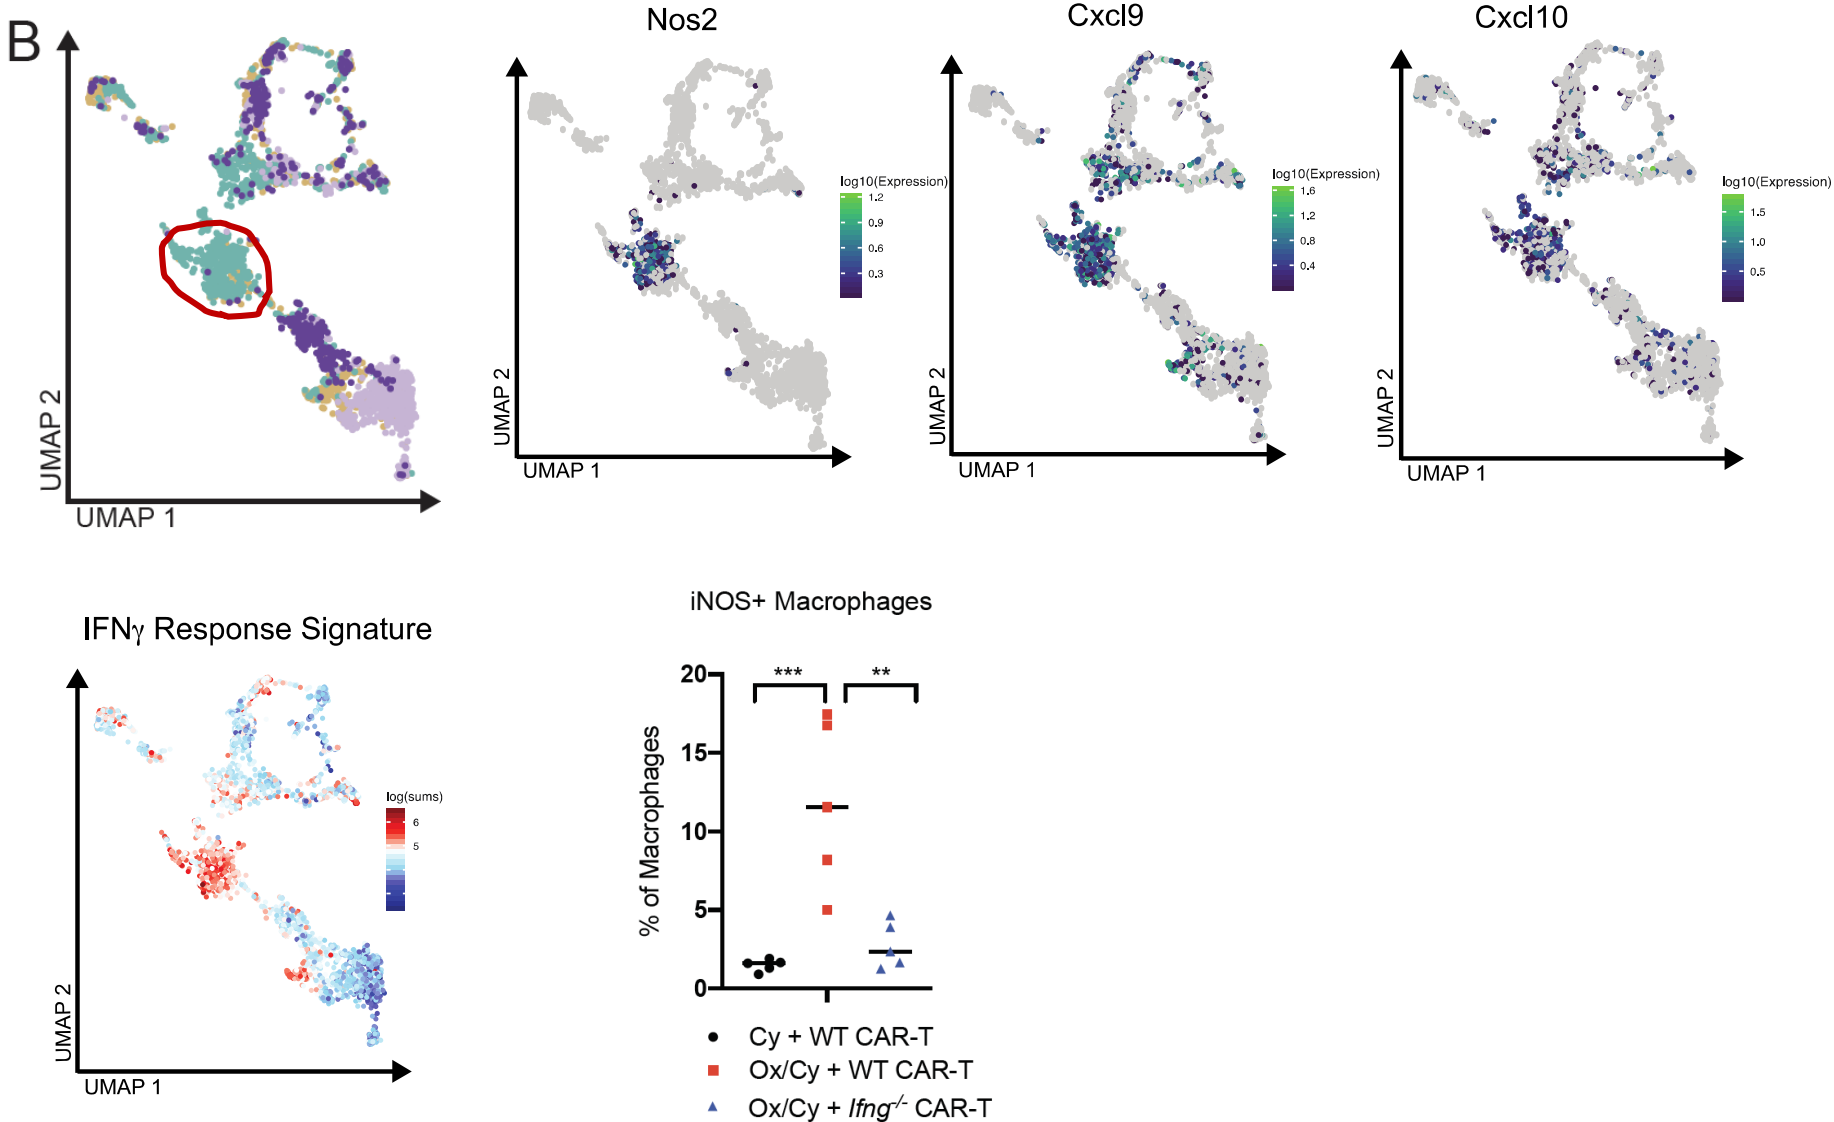 B
Nos2
Cxcl9
Cxcl10
UMAP 2
UMAP 1
log10(Expression)
1.2
0.9
0.6
0.3
UMAP 2
UMAP 1
log10(Expression)
1.6
1.2
0.8
0.4
UMAP 2
UMAP 1
log10(Expression)
1.5
1.0
0.5
UMAP 2
UMAP 1
IFNγ Response Signature
log(sums)
6
5
UMAP 2
UMAP 1
iNOS+ Macrophages
*** **
% of Macrophages
20
15
10
5
0
Cy + WT CAR-T
Ox/Cy + WT CAR-T
Ox/Cy + Ifng-/- CAR-T